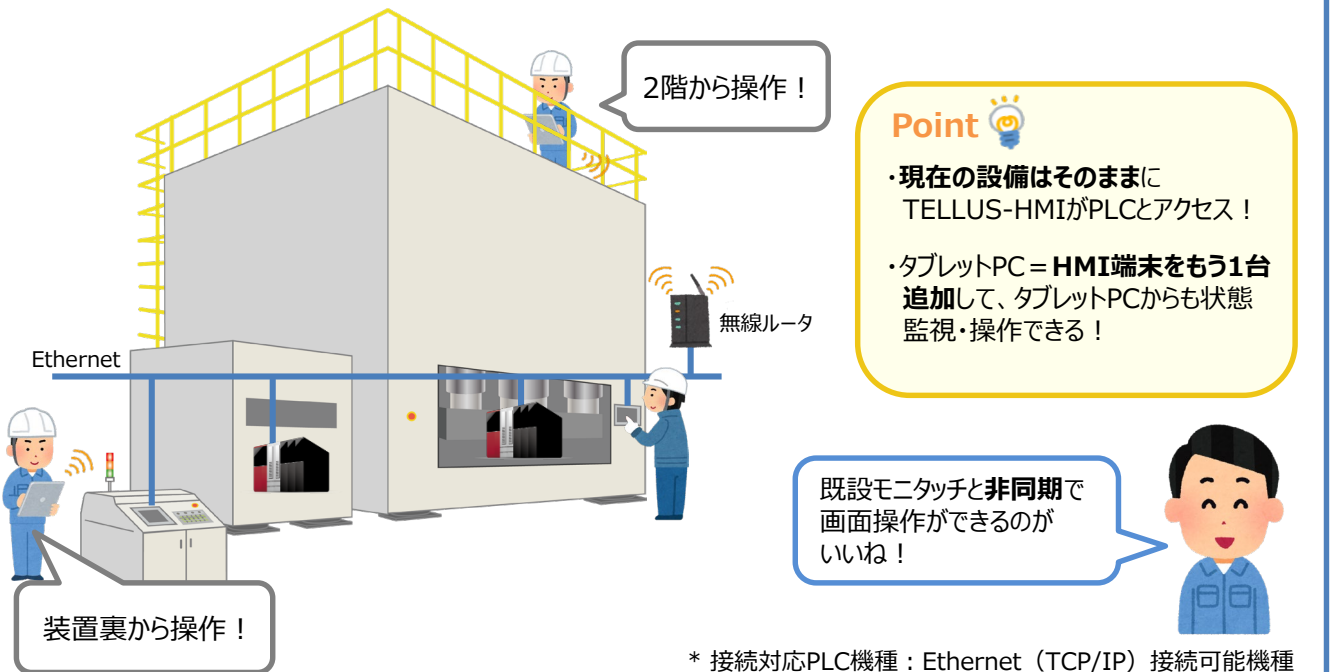 2階から操作！
Point
・現在の設備はそのままに
TELLUS-HMIがPLCとアクセス！
・タブレットPC＝HMI端末をもう1台
追加して、タブレットPCからも状態
監視・操作できる！
無線ルータ
Ethernet
既設モニタッチと非同期で
画面操作ができるのが
いいね！
装置裏から操作！
* 接続対応PLC機種：Ethernet（TCP/IP）接続可能機種